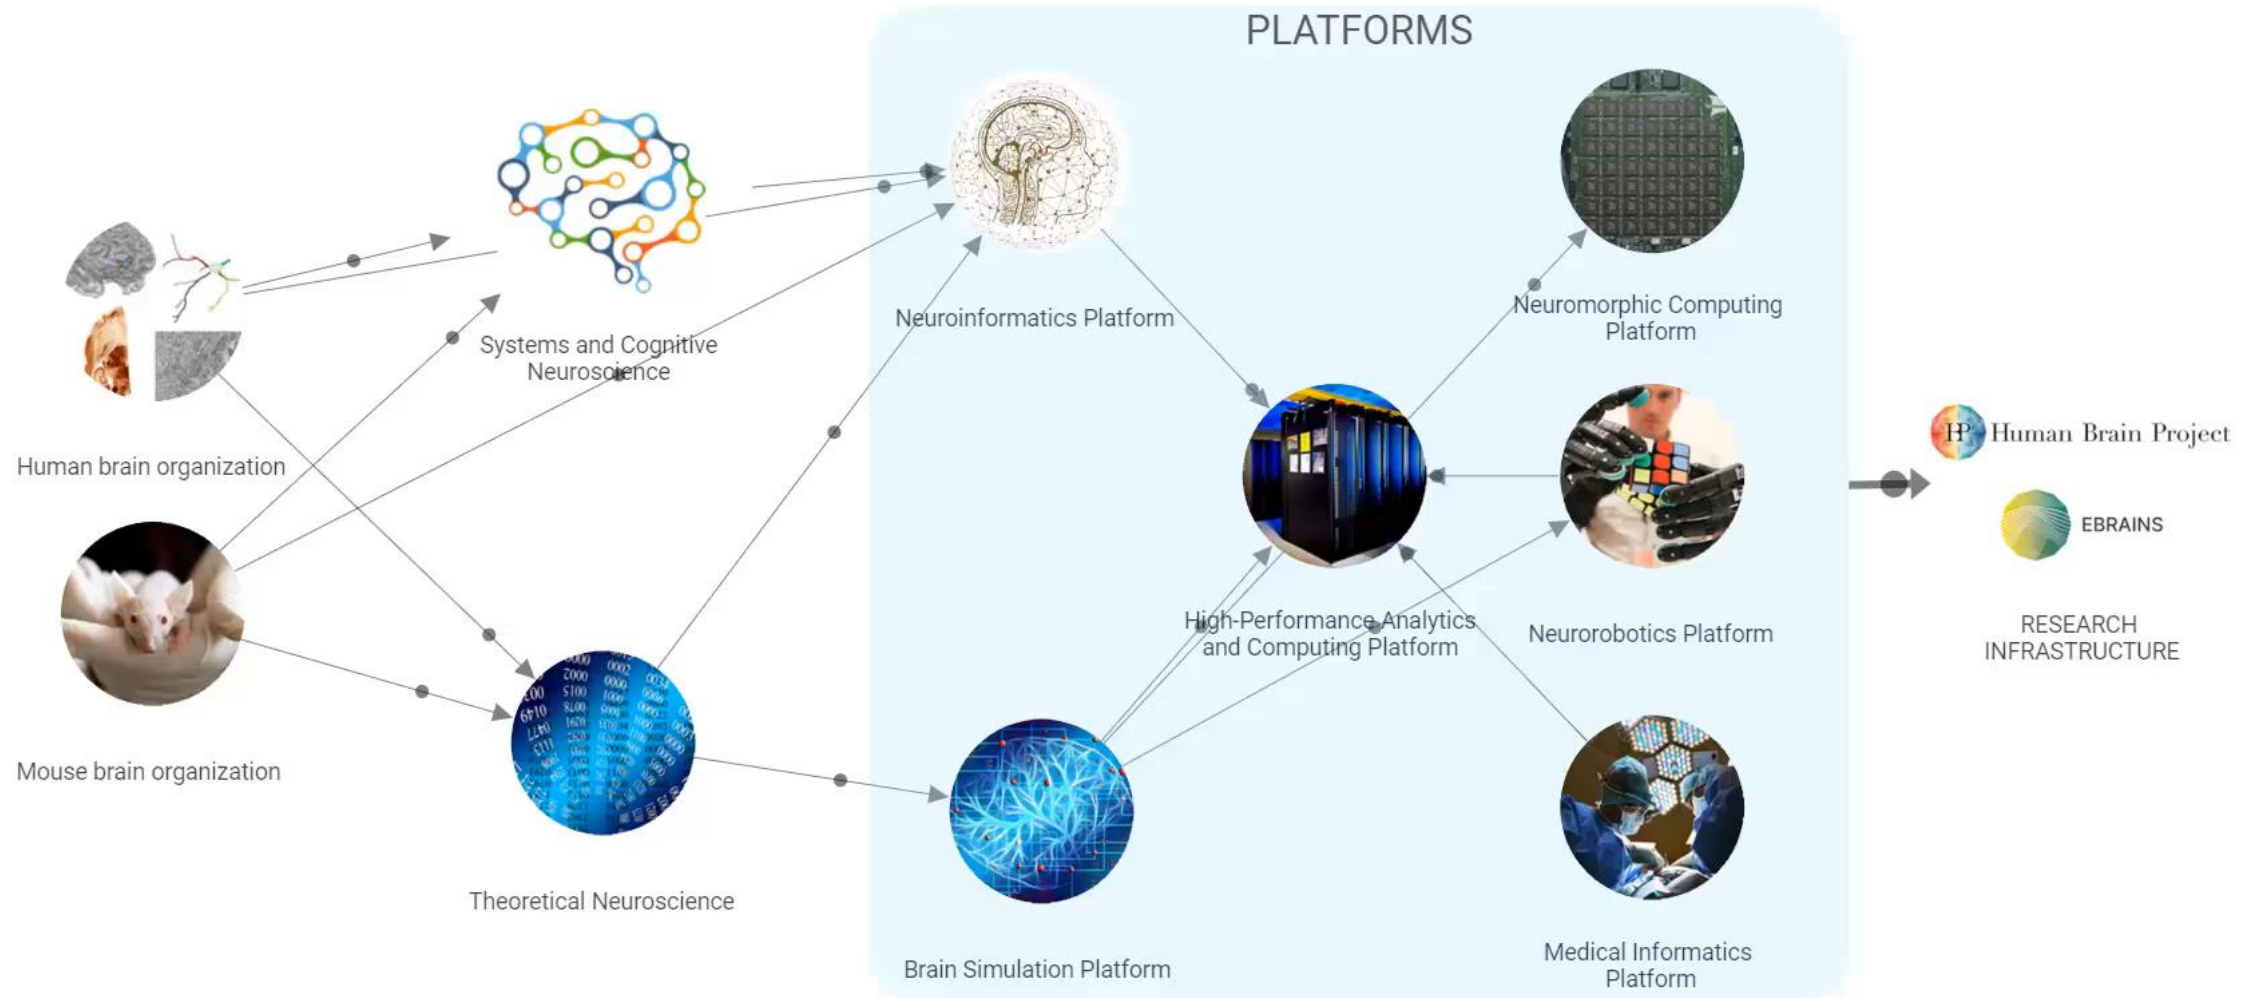 PLATFORMS
Neuroinformatics Platform
Neuromorphic Computing
Platform
Systems and Cognitive
Neuroscience
Human brain organization
HP Human Brain Project
EBRAINS
RESEARCH
INFRASTRUCTURE
High-Performance Analytics
and Computing Platform
Neurorobotics Platform
Mouse brain organization
Theoretical Neuroscience
Brain Simulation Platform
Medical Informatics
Platform